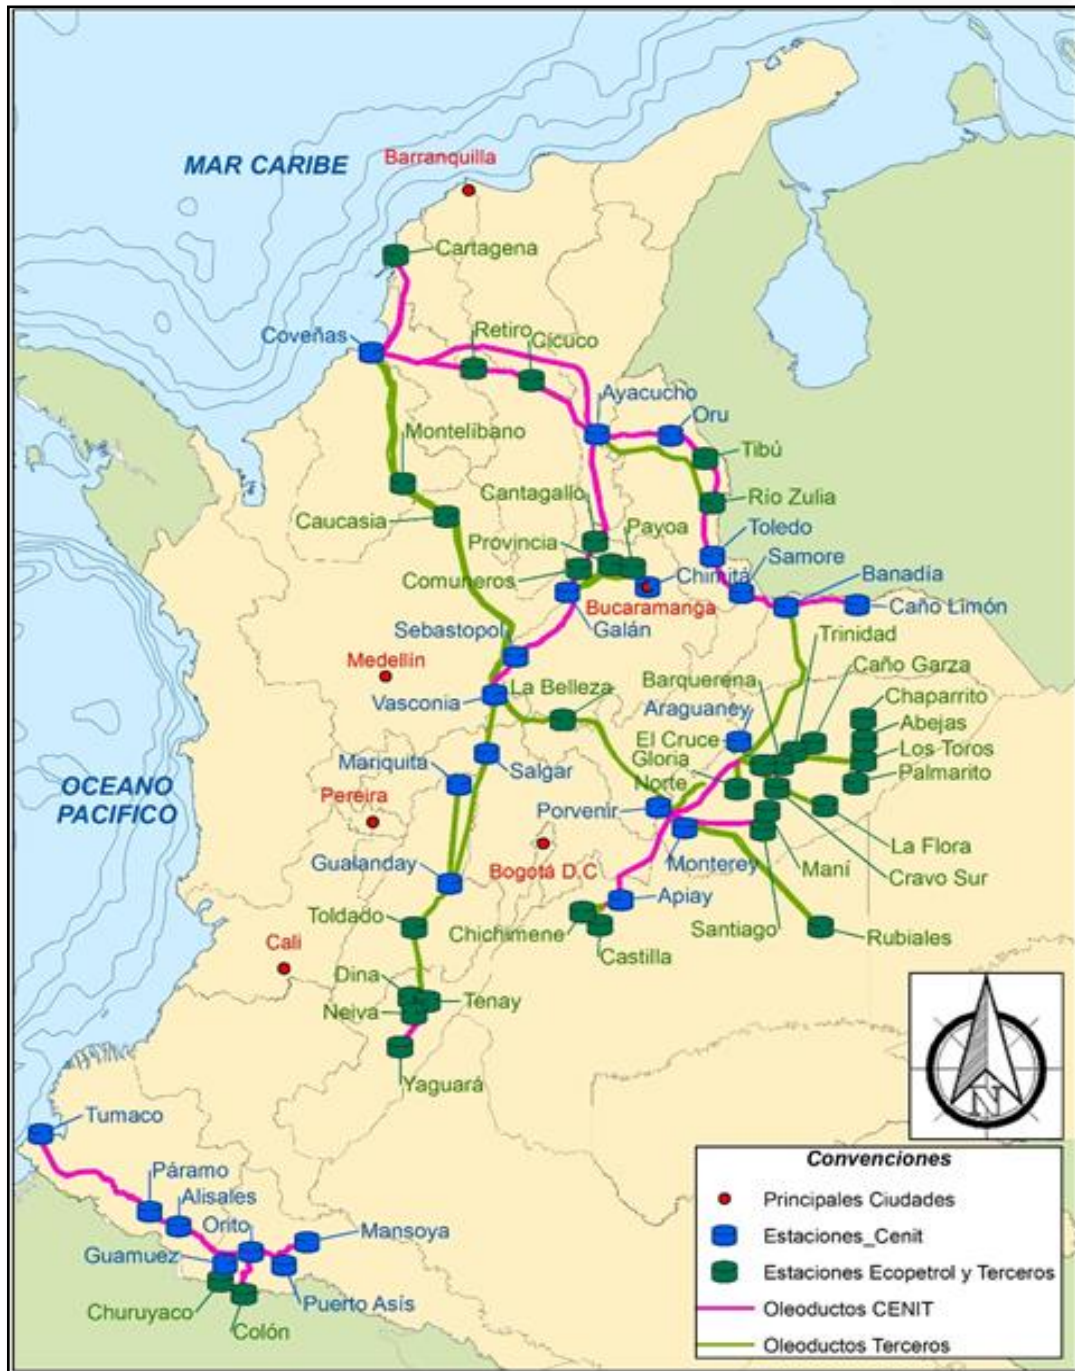 Barranquilla
MAR CARIBE
Cartagena
Coveñas
Retiro
Cicuco
Ayacucho
Oru
Montelibano
Tibú
Cantagallo
Río Zulia
Caucasia
Payoa
Toledo
Provincia
Samore
Comuneros
Chimitá
Banadía
Bucaramanga
Caño Limón
Galán
Sebastopol
Trinidad
Medellín
Caño Garza
Barquerena
La Belleza
Vasconia
Chaparrito
Araguaney
Abejas
El Cruce
Los Toros
Gloria
Norte
Salgar
Mariquita
Palmarito
OCEANO
PACIFICO
Pereira
Porvenir
La Flora
Monterey
Maní
Gualanday
Bogotá D.C
Cravo Sur
Apiay
Toldado
Santiago
Chichimene
Rubiales
Cali
Castilla
Dina
Tenay
Neiva
Yaguará
Tumaco
Páramo
Alisales
Orito
Mansoya
Guamuez
Puerto Asís
Churuyaco
Colón
N
Convenciones
Principales Ciudades
Estaciones_Cenit
Estaciones Ecopetrol y Terceros
Oleoductos CENIT
Oleoductos Terceros